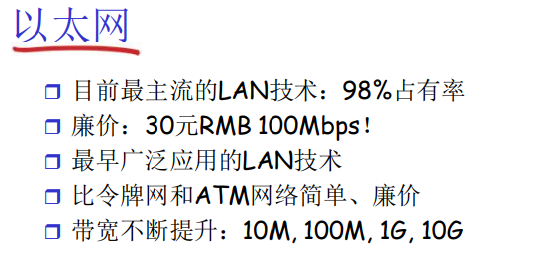 以太网
目前最主流的LAN技术：98%占有率
廉价：30元RMB 100Mbps！
最早广泛应用的LAN技术
比令牌网和ATM网络简单、廉价
带宽不断提升：10M, 100M, 1G, 10G